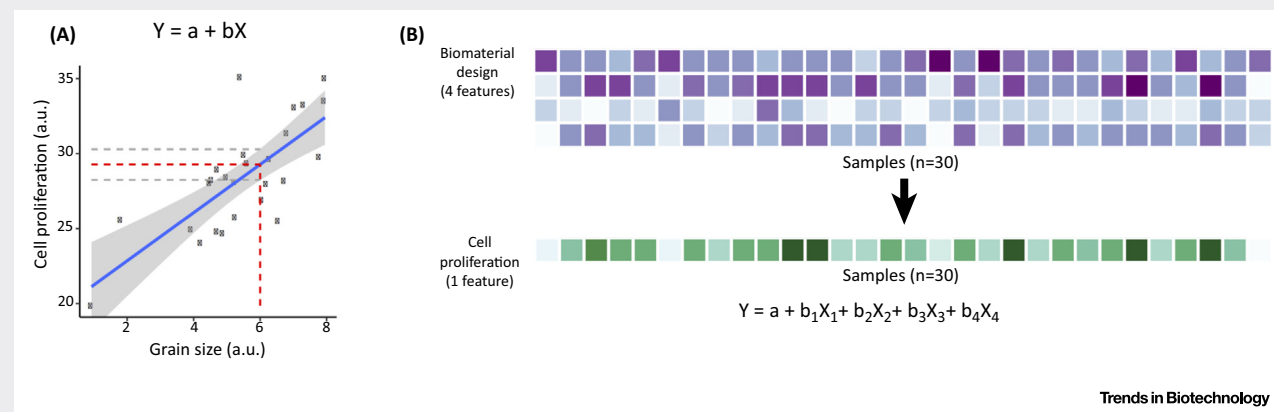 (A)
Y = a + bX
Cell proliferation (a.u.)
35
30
25
20
2 4 6 8
Grain size (a.u.)
(B)
Biomaterial
design
(4 features)
Samples (n=30)
Cell
proliferation
(1 feature)
Samples (n=30)
Y = a + b₁X₁+ b₂X₂+ b₃X₃+ b₄X₄
Trends in Biotechnology